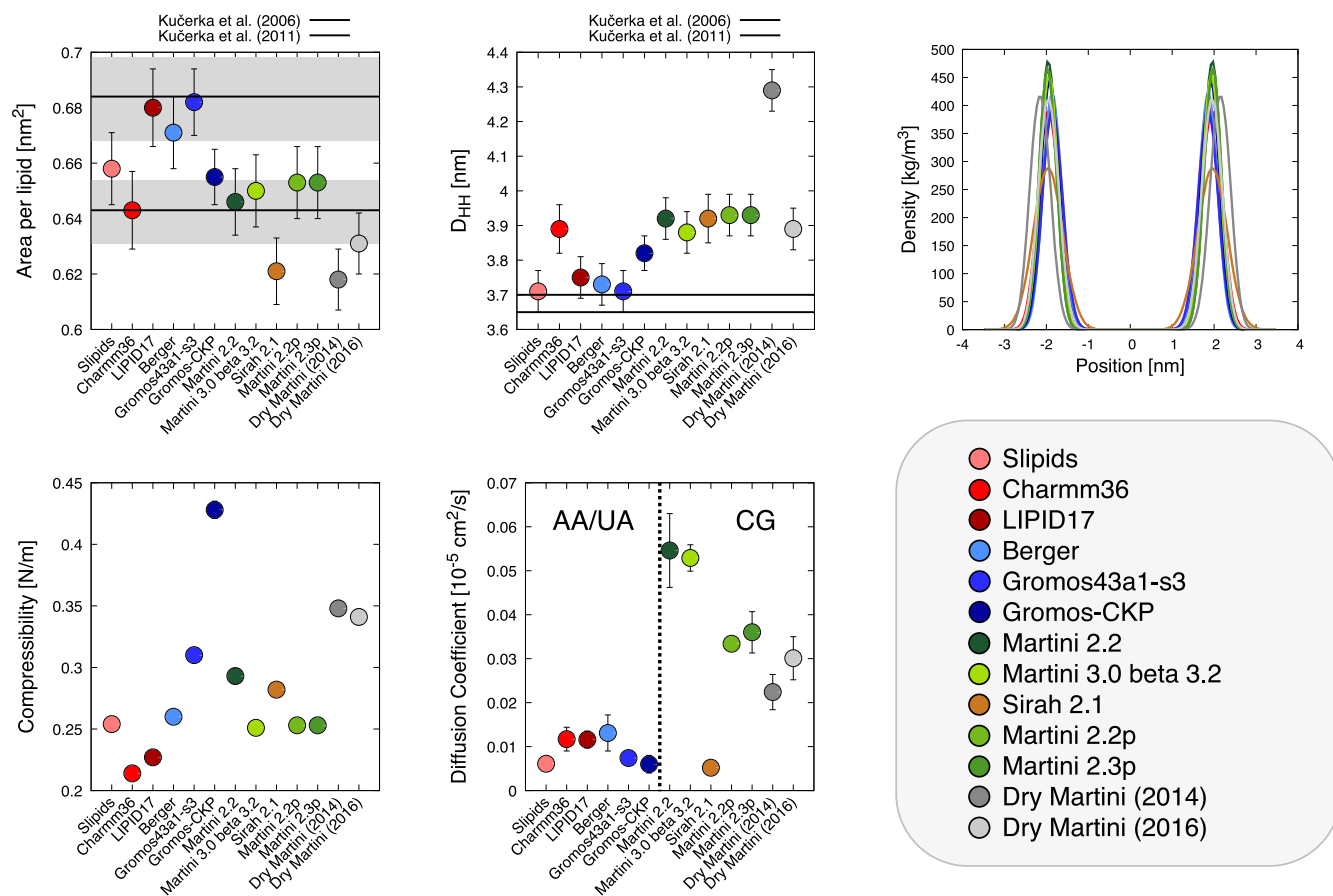 Kučerka et al. (2006)
Kučerka et al. (2011)
Area per lipid [nm²]
0.7
0.68
0.66
0.64
0.62
0.6
Slipids
Charmm36
LIPID17
Berger
Gromos43a1-s3
Gromos-CKP
Martini 2.2
Martini 3.0 beta 3.2
Sirah 2.1
Martini 2.2p
Martini 2.3p
Dry Martini (2014)
Dry Martini (2016)
Kučerka et al. (2006)
Kučerka et al. (2011)
D_HH [nm]
4.4
4.3
4.2
4.1
4
3.9
3.8
3.7
3.6
Slipids
Charmm36
LIPID17
Berger
Gromos43a1-s3
Gromos-CKP
Martini 2.2
Martini 3.0 beta 3.2
Sirah 2.1
Martini 2.2p
Martini 2.3p
Dry Martini (2014)
Dry Martini (2016)
Density [kg/m³]
500
450
400
350
300
250
200
150
100
50
0
-4 -3 -2 -1 0 1 2 3 4
Position [nm]
Compressibility [N/m]
0.45
0.4
0.35
0.3
0.25
0.2
Slipids
Charmm36
LIPID17
Berger
Gromos43a1-s3
Gromos-CKP
Martini 2.2
Martini 3.0 beta 3.2
Sirah 2.1
Martini 2.2p
Martini 2.3p
Dry Martini (2014)
Dry Martini (2016)
Diffusion Coefficient [10⁻⁵ cm²/s]
0.07
0.06
0.05
0.04
0.03
0.02
0.01
0
AA/UA CG
Slipids
Charmm36
LIPID17
Berger
Gromos43a1-s3
Gromos-CKP
Martini 2.2
Martini 3.0 beta 3.2
Sirah 2.1
Martini 2.2p
Martini 2.3p
Dry Martini (2014)
Dry Martini (2016)
Slipids
Charmm36
LIPID17
Berger
Gromos43a1-s3
Gromos-CKP
Martini 2.2
Martini 3.0 beta 3.2
Sirah 2.1
Martini 2.2p
Martini 2.3p
Dry Martini (2014)
Dry Martini (2016)